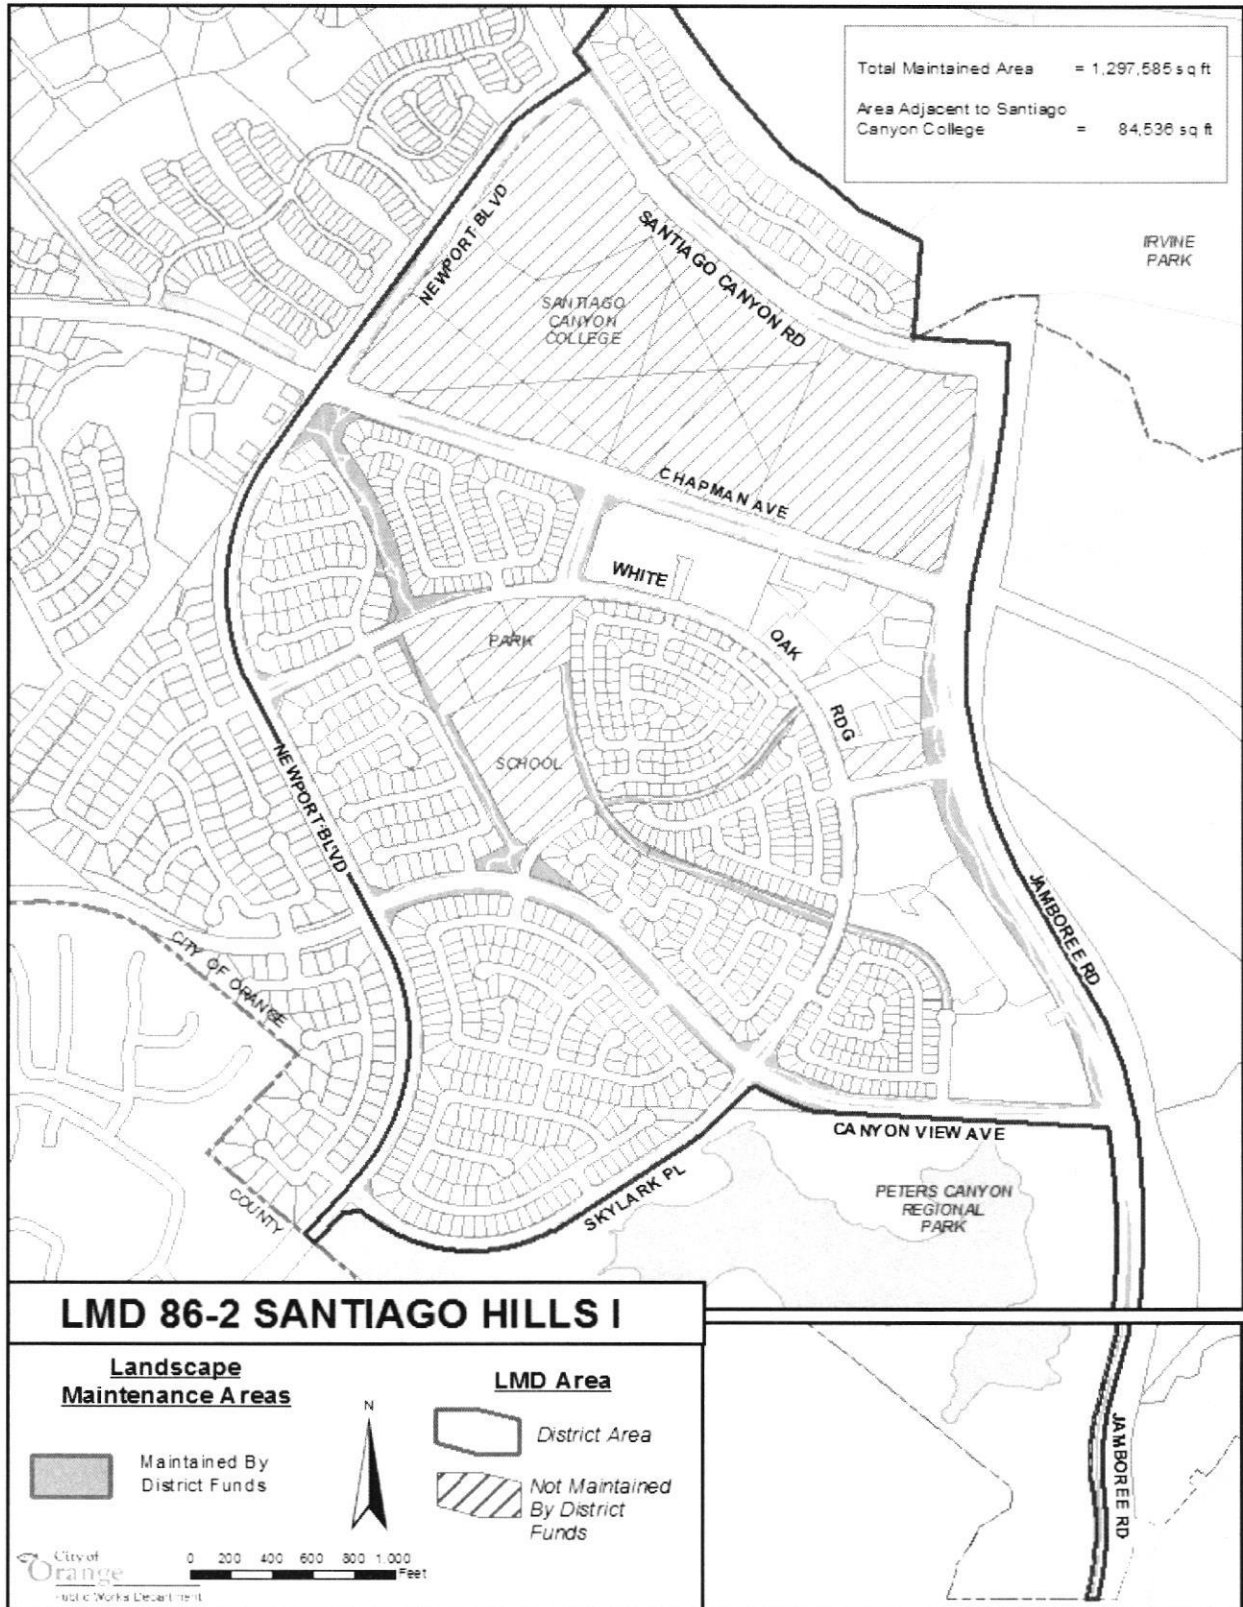 Total Maintained Area = 1,297,585 sq ft
Area Adjacent to Santiago
Canyon College = 84,536 sq ft
IRVINE
PARK
NEWPORT BLVD
SANTIAGO CANYON RD
SANTIAGO
CANYON
COLLEGE
CHAPMAN AVE
WHITE
OAK
RDG
PARK
SCHOOL
NEWPORT BLVD
JAMBOREE RD
CITY OF ORANGE
COUNTY
CANYON VIEW AVE
SKYLARK PL
PETERS CANYON
REGIONAL
PARK
LMD 86-2 SANTIAGO HILLS I
Landscape
Maintenance Areas
Maintained By
District Funds
N
LMD Area
District Area
Not Maintained
By District
Funds
City of
Orange
Public Works Department
0 200 400 600 800 1,000
Feet
JAMBOREE RD